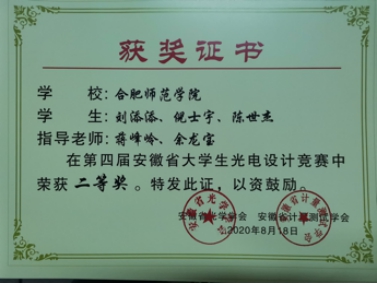 获奖证书
学 校: 合肥师范学院
学 生: 刘添添、倪士宇、陈世杰
指导老师: 蒋峰岭、余龙宝
在第四届安徽省大学生光电设计竞赛中
荣获 二等奖 。特发此证,以资鼓励。
安徽省光学学会 安徽省计量测试学会
2020年8月18日